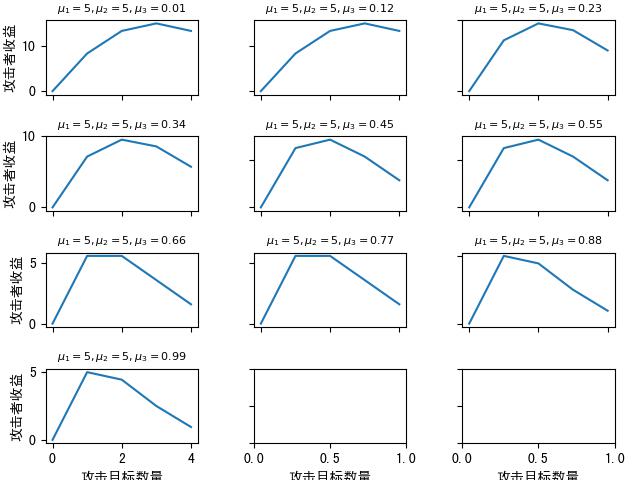 μ₁ = 5, μ₂ = 5, μ₃ = 0.01
μ₁ = 5, μ₂ = 5, μ₃ = 0.12
μ₁ = 5, μ₂ = 5, μ₃ = 0.23
攻击者收益
10
0
μ₁ = 5, μ₂ = 5, μ₃ = 0.34
μ₁ = 5, μ₂ = 5, μ₃ = 0.45
μ₁ = 5, μ₂ = 5, μ₃ = 0.55
攻击者收益
10
0
μ₁ = 5, μ₂ = 5, μ₃ = 0.66
μ₁ = 5, μ₂ = 5, μ₃ = 0.77
μ₁ = 5, μ₂ = 5, μ₃ = 0.88
攻击者收益
5
0
μ₁ = 5, μ₂ = 5, μ₃ = 0.99
攻击者收益
5
0
0 2 4
0.0 0.5 1.0
0.0 0.5 1.0
攻击目标数量
攻击目标数量
攻击目标数量